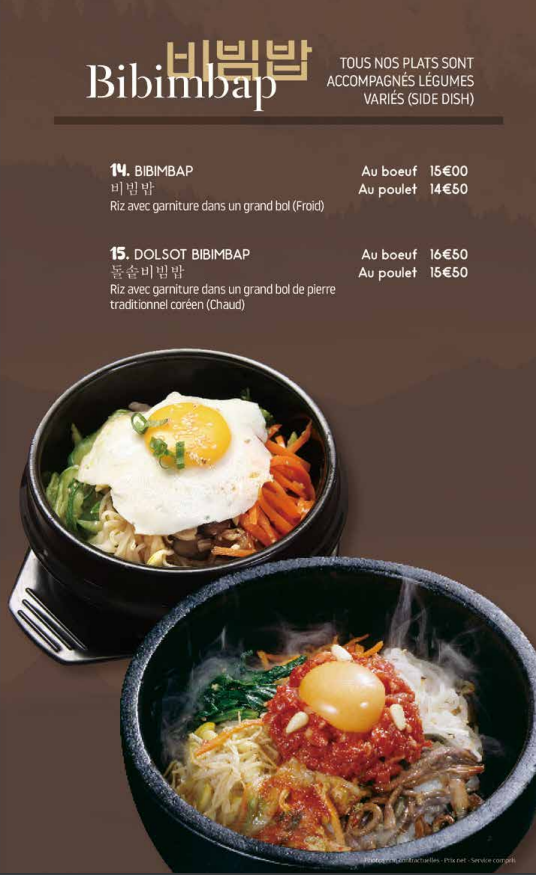 비빔밥
Bibimbap
TOUS NOS PLATS SONT
ACCOMPAGNÉS LÉGUMES
VARIÉS (SIDE DISH)
14. BIBIMBAP
Au boeuf 15€00
비빔밥
Au poulet 14€50
Riz avec garniture dans un grand bol (Froid)
15. DOLSOT BIBIMBAP
Au boeuf 16€50
돌솥비빔밥
Au poulet 15€50
Riz avec garniture dans un grand bol de pierre
traditionnel coréen (Chaud)
Photos non contractuelles - Prix net - Service compris